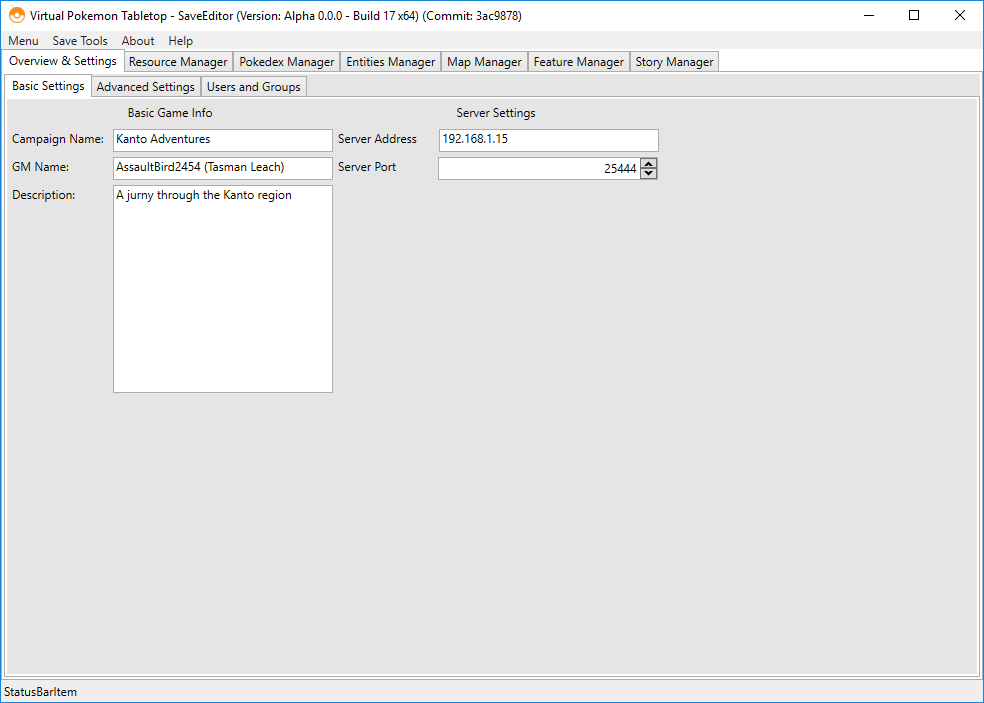 Virtual Pokemon Tabletop - SaveEditor (Version: Alpha 0.0.0 - Build 17 x64) (Commit: 3ac9878)
Menu Save Tools About Help
Overview & Settings Resource Manager Pokedex Manager Entities Manager Map Manager Feature Manager Story Manager
Basic Settings Advanced Settings Users and Groups
Basic Game Info Server Settings
Campaign Name: Kanto Adventures Server Address 192.168.1.15
GM Name: AssaultBird2454 (Tasman Leach) Server Port 25444
Description: A jurny through the Kanto region
StatusBarItem